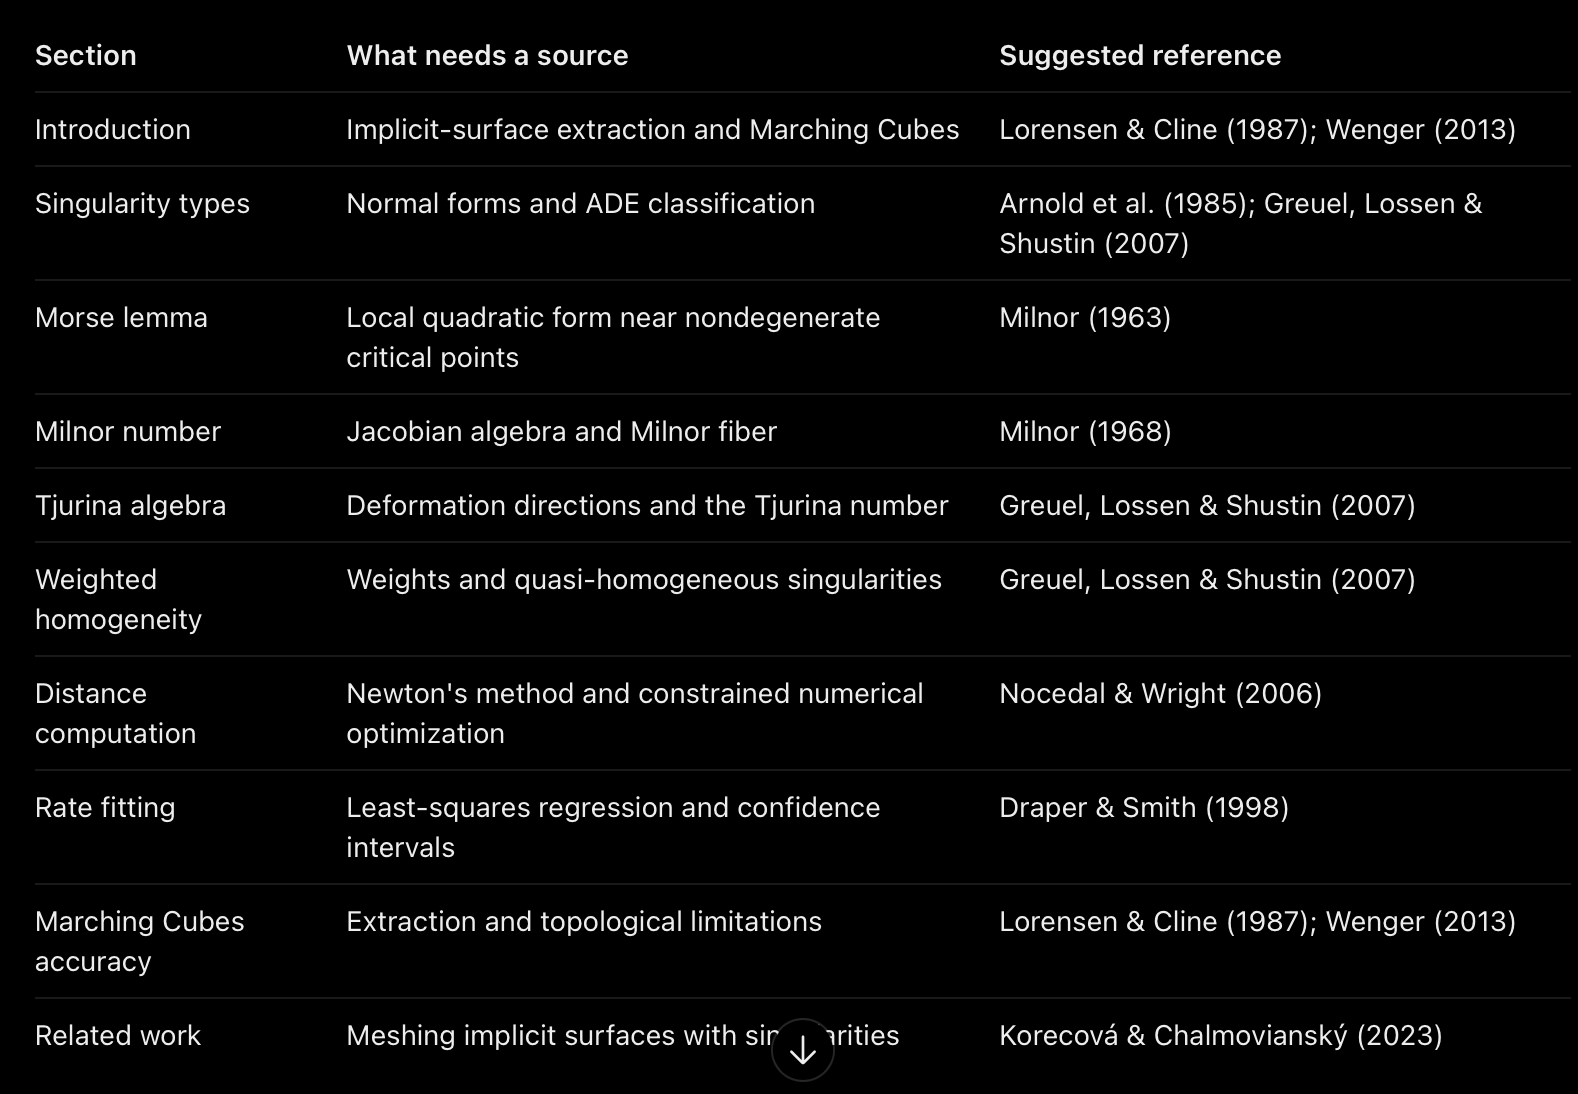 Section What needs a source Suggested reference
Introduction Implicit-surface extraction and Marching Cubes Lorensen & Cline (1987); Wenger (2013)
Singularity types Normal forms and ADE classification Arnold et al. (1985); Greuel, Lossen &
Shustin (2007)
Morse lemma Local quadratic form near nondegenerate Milnor (1963)
critical points
Milnor number Jacobian algebra and Milnor fiber Milnor (1968)
Tjurina algebra Deformation directions and the Tjurina number Greuel, Lossen & Shustin (2007)
Weighted Weights and quasi-homogeneous singularities Greuel, Lossen & Shustin (2007)
homogeneity
Distance Newton's method and constrained numerical Nocedal & Wright (2006)
computation optimization
Rate fitting Least-squares regression and confidence Draper & Smith (1998)
intervals
Marching Cubes Extraction and topological limitations Lorensen & Cline (1987); Wenger (2013)
accuracy
Related work Meshing implicit surfaces with Korecová & Chalmovianský (2023)